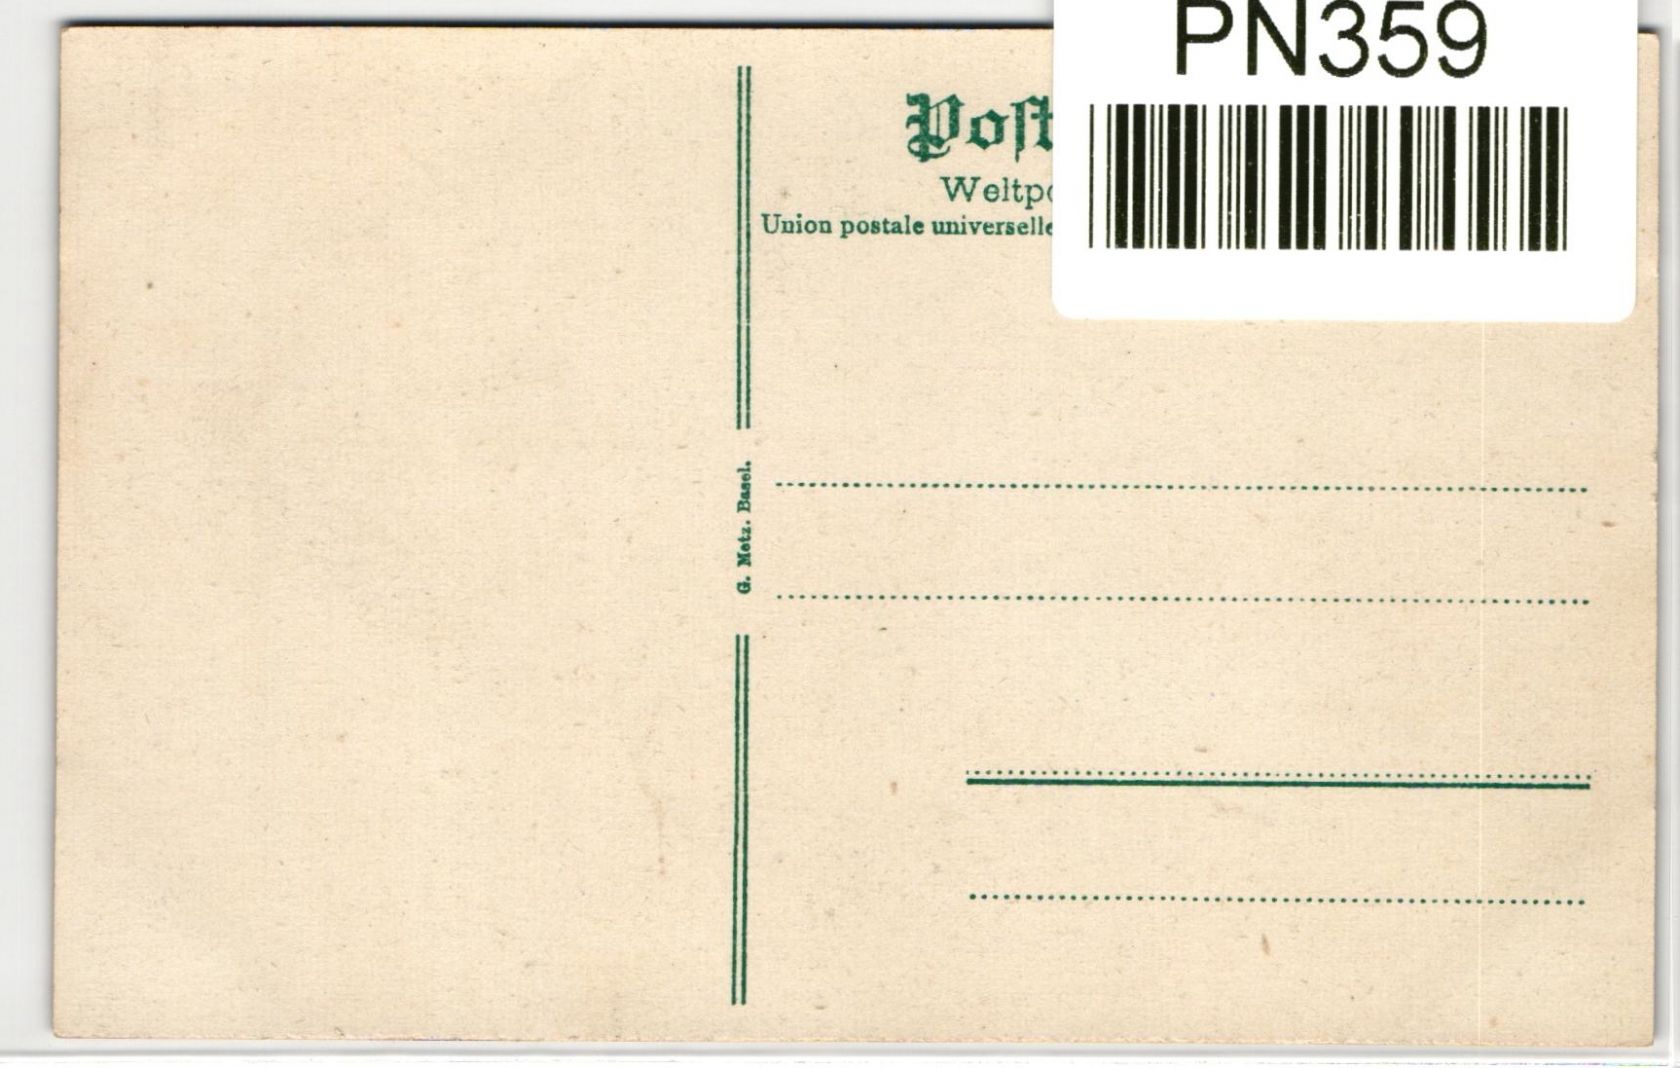 PN359
Post
Weltpo
Union postale universelle
G. Metz. Basel.